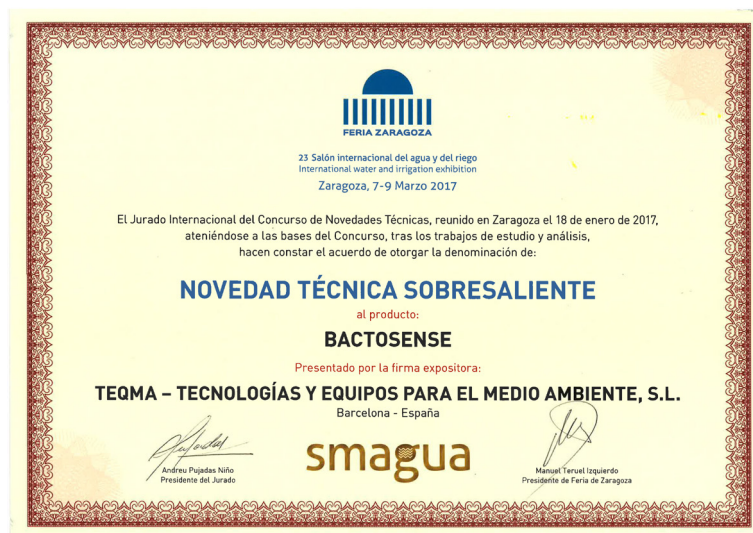 FERIA ZARAGOZA
23 Salón internacional del agua y del riego
International water and irrigation exhibition
Zaragoza, 7-9 Marzo 2017
El Jurado Internacional del Concurso de Novedades Técnicas, reunido en Zaragoza el 18 de enero de 2017,
ateniéndose a las bases del Concurso, tras los trabajos de estudio y análisis,
hacen constar el acuerdo de otorgar la denominación de:
NOVEDAD TÉCNICA SOBRESALIENTE
al producto:
BACTOSENSE
Presentado por la firma expositora:
TEQMA – TECNOLOGÍAS Y EQUIPOS PARA EL MEDIO AMBIENTE, S.L.
Barcelona - España
smagua
Andreu Pujadas Niño
Presidente del Jurado
Manuel Teruel Izquierdo
Presidente de Feria de Zaragoza